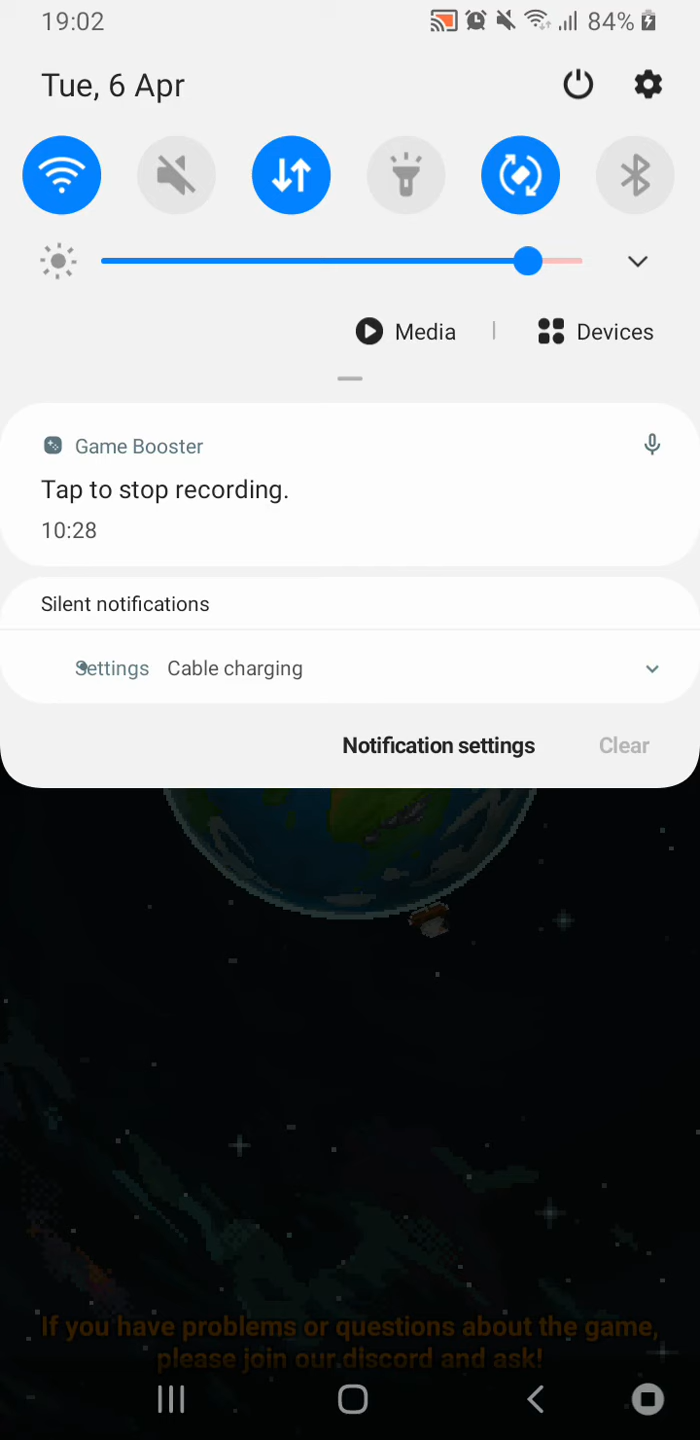 19:02
84%
Tue, 6 Apr
Media
Devices
Game Booster
Tap to stop recording.
10:28
Silent notifications
Settings Cable charging
Notification settings
Clear
If you have problems or questions about the game,
please join our discord and ask!